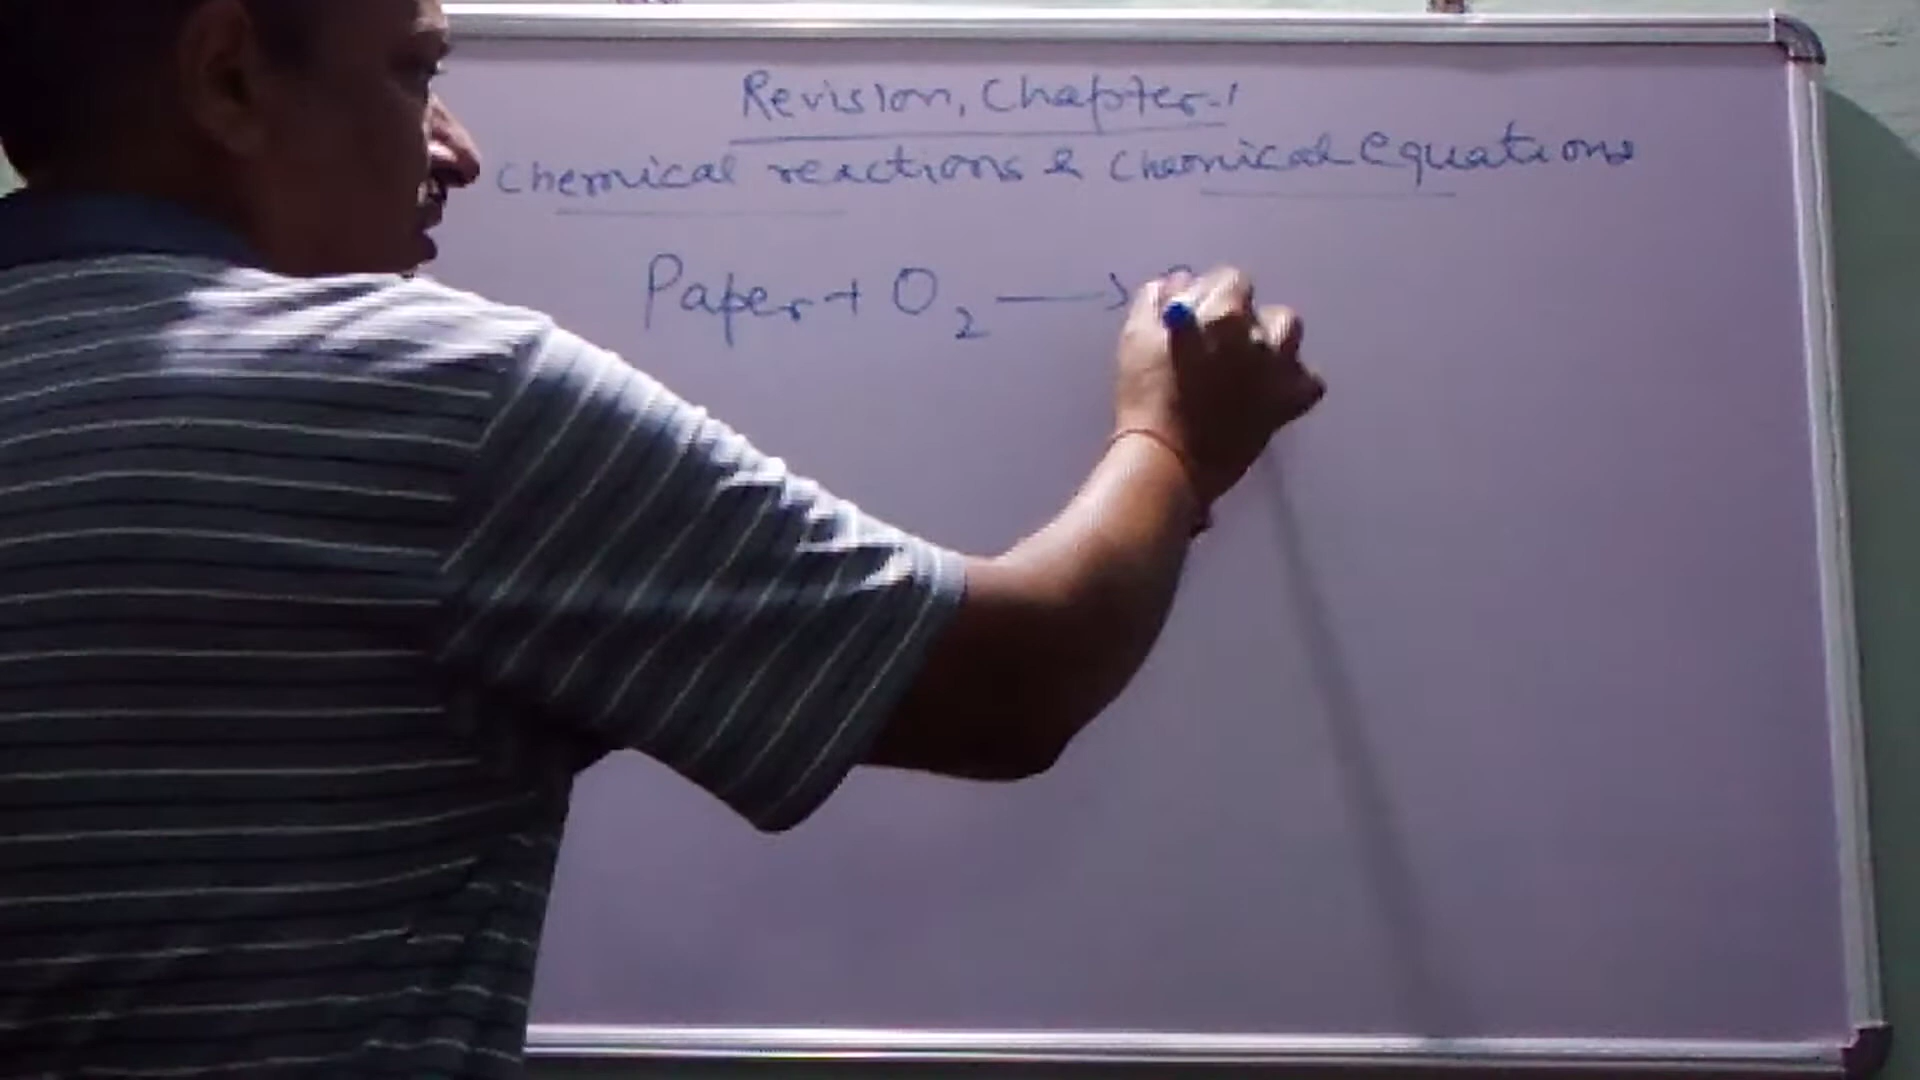 Revision, Chapter-1
Chemical reactions & Chemical equations
Paper + O2 →